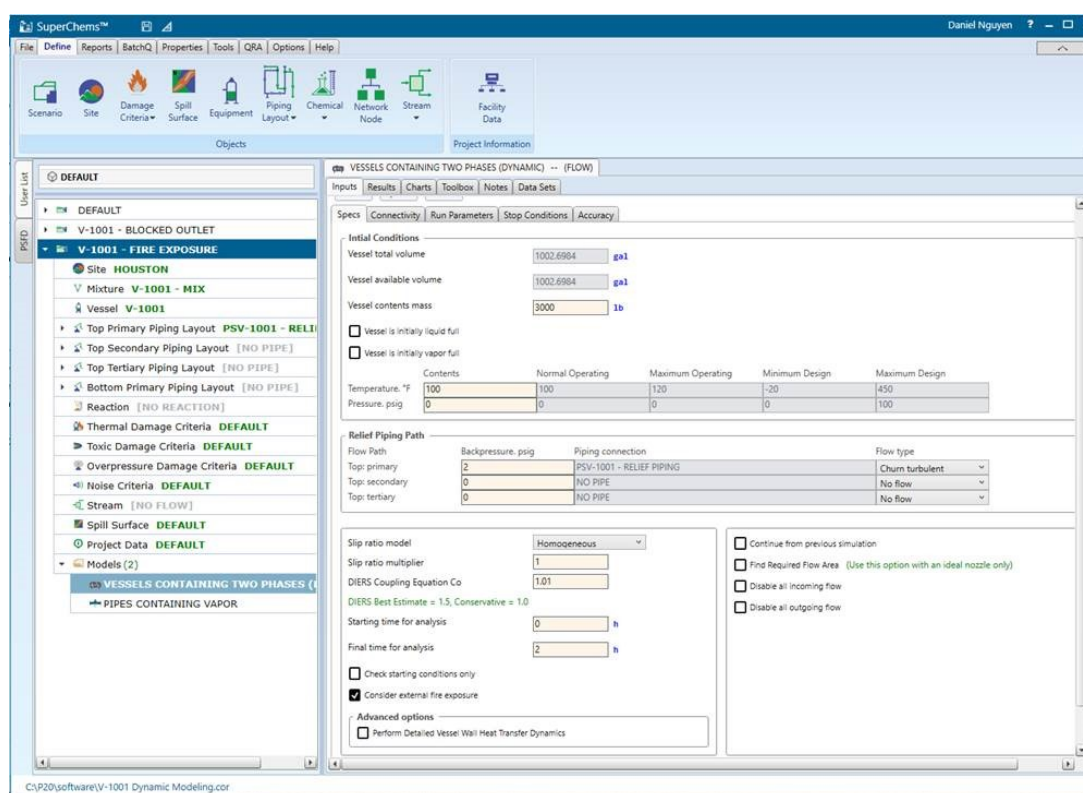 SuperChems™
Daniel Nguyen ?
File Define Reports BatchQ Properties Tools QRA Options Help
Scenario Site Damage Criteria Spill Surface Equipment Piping Layout Chemical Network Node Stream Facility Data
Objects Project Information
User List
PSFD
DEFAULT
DEFAULT
V-1001 - BLOCKED OUTLET
V-1001 - FIRE EXPOSURE
Site HOUSTON
Mixture V-1001 - MIX
Vessel V-1001
Top Primary Piping Layout PSV-1001 - RELI
Top Secondary Piping Layout [NO PIPE]
Top Tertiary Piping Layout [NO PIPE]
Bottom Primary Piping Layout [NO PIPE]
Reaction [NO REACTION]
Thermal Damage Criteria DEFAULT
Toxic Damage Criteria DEFAULT
Overpressure Damage Criteria DEFAULT
Noise Criteria DEFAULT
Stream [NO FLOW]
Spill Surface DEFAULT
Project Data DEFAULT
Models (2)
VESSELS CONTAINING TWO PHASES (
PIPES CONTAINING VAPOR
VESSELS CONTAINING TWO PHASES (DYNAMIC) -- (FLOW)
Inputs Results Charts Toolbox Notes Data Sets
Specs Connectivity Run Parameters Stop Conditions Accuracy
Intial Conditions
Vessel total volume 1002.6984 gal
Vessel available volume 1002.6984 gal
Vessel contents mass 3000 lb
Vessel is initially liquid full
Vessel is initially vapor full
Contents Normal Operating Maximum Operating Minimum Design Maximum Design
Temperature. °F 100 100 120 -20 450
Pressure. psig 0 0 0 0 100
Relief Piping Path
Flow Path Backpressure. psig Piping connection Flow type
Top: primary 2 PSV-1001 - RELIEF PIPING Churn turbulent
Top: secondary 0 NO PIPE No flow
Top: tertiary 0 NO PIPE No flow
Slip ratio model Homogeneous
Slip ratio multiplier 1
DIERS Coupling Equation Co 1.01
DIERS Best Estimate = 1.5, Conservative = 1.0
Starting time for analysis 0 h
Final time for analysis 2 h
Check starting conditions only
Consider external fire exposure
Advanced options
Perform Detailed Vessel Wall Heat Transfer Dynamics
Continue from previous simulation
Find Required Flow Area (Use this option with an ideal nozzle only)
Disable all incoming flow
Disable all outgoing flow
C:\P20\software\V-1001 Dynamic Modeling.cor